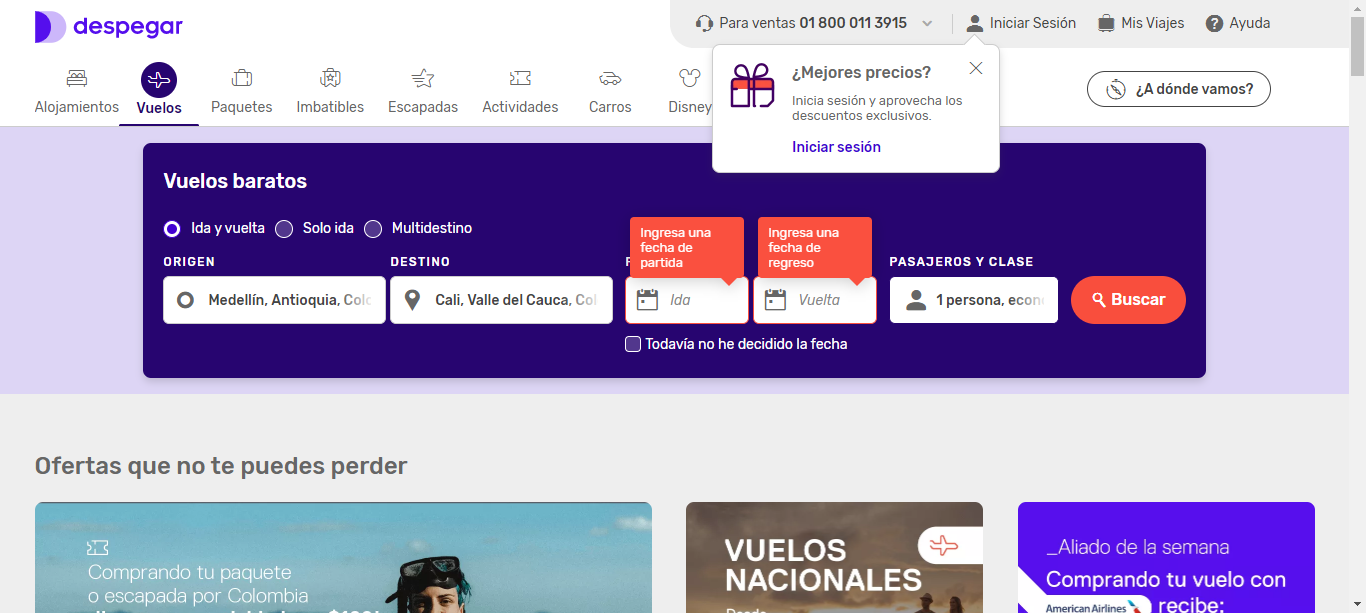 despegar
Para ventas 01 800 011 3915
Iniciar Sesión
Mis Viajes
Ayuda
Alojamientos
Vuelos
Paquetes
Imbatibles
Escapadas
Actividades
Carros
Disney
¿Mejores precios?
Inicia sesión y aprovecha los
descuentos exclusivos.
Iniciar sesión
¿A dónde vamos?
Vuelos baratos
Ida y vuelta
Solo ida
Multidestino
Ingresa una
fecha de
partida
Ingresa una
fecha de
regreso
ORIGEN
DESTINO
PASAJEROS Y CLASE
Medellín, Antioquia, Colo
Cali, Valle del Cauca, Col
Ida
Vuelta
1 persona, econ
Buscar
Todavía no he decidido la fecha
Ofertas que no te puedes perder
Comprando tu paquete
o escapada por Colombia
VUELOS
NACIONALES
Desde
_Aliado de la semana
Comprando tu vuelo con
American Airlines recibe: